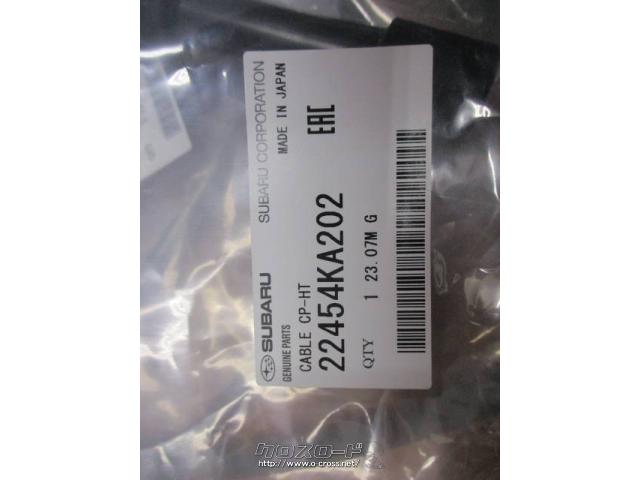 SUBARU SUBARU CORPORATION
GENUINE PARTS MADE IN JAPAN
CABLE CP-HT
22454KA202 EAC
QTY 1 23.07M G
クロスロード
http://www.o-cross.net/